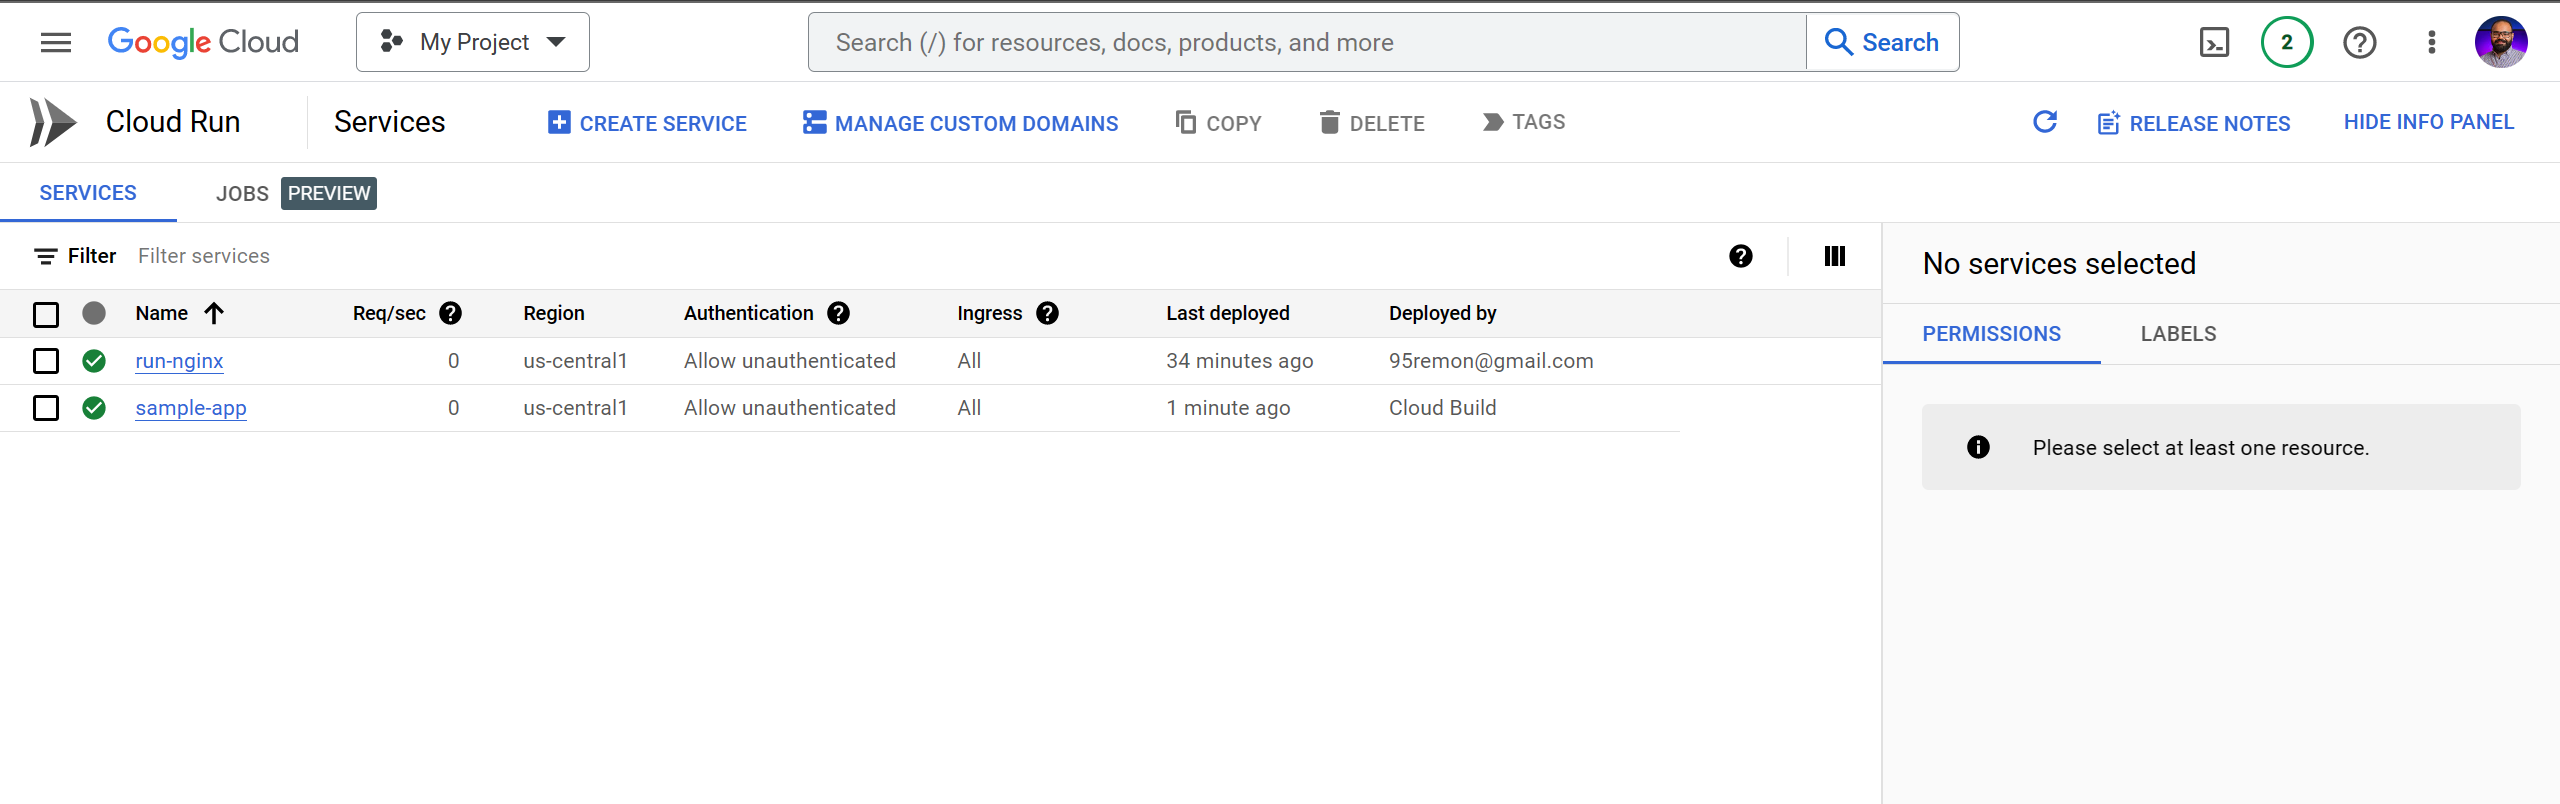 Google Cloud My Project Search (/) for resources, docs, products, and more Search 2
Cloud Run Services CREATE SERVICE MANAGE CUSTOM DOMAINS COPY DELETE TAGS RELEASE NOTES HIDE INFO PANEL
SERVICES JOBS PREVIEW
Filter Filter services
No services selected
Name Req/sec Region Authentication Ingress Last deployed Deployed by
run-nginx 0 us-central1 Allow unauthenticated All 34 minutes ago 95remon@gmail.com
sample-app 0 us-central1 Allow unauthenticated All 1 minute ago Cloud Build
PERMISSIONS LABELS
Please select at least one resource.